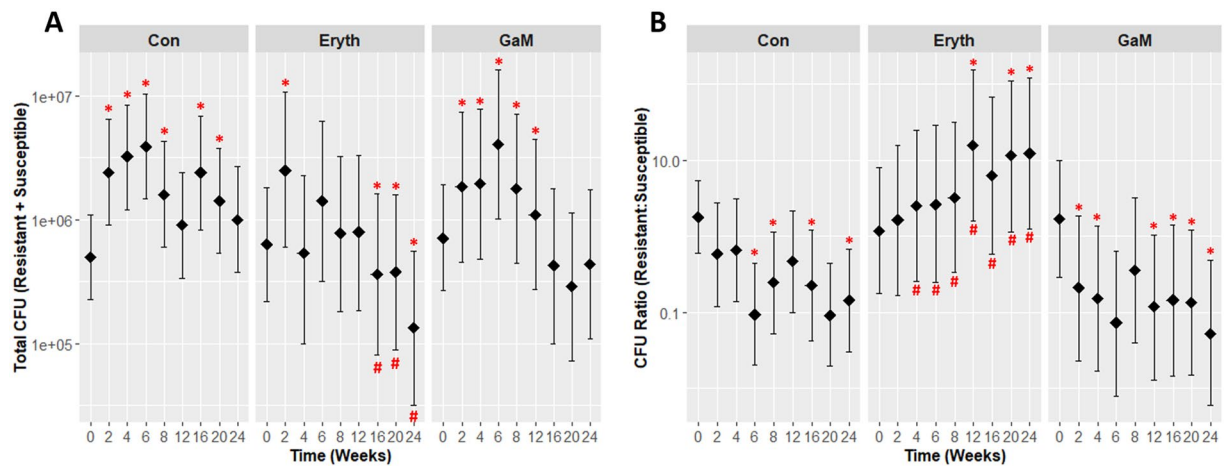 A
Con Eryth GaM
Total CFU (Resistant + Susceptible)
1e+07
1e+06
1e+05
* * * * * *
* * * *
# # #
* * * * *
0 2 4 6 8 12 16 20 24
0 2 4 6 8 12 16 20 24
0 2 4 6 8 12 16 20 24
Time (Weeks)
B
Con Eryth GaM
CFU Ratio (Resistant:Susceptible)
10.0
0.1
* * * *
* * *
# # # # # # #
* * * * * *
0 2 4 6 8 12 16 20 24
0 2 4 6 8 12 16 20 24
0 2 4 6 8 12 16 20 24
Time (Weeks)